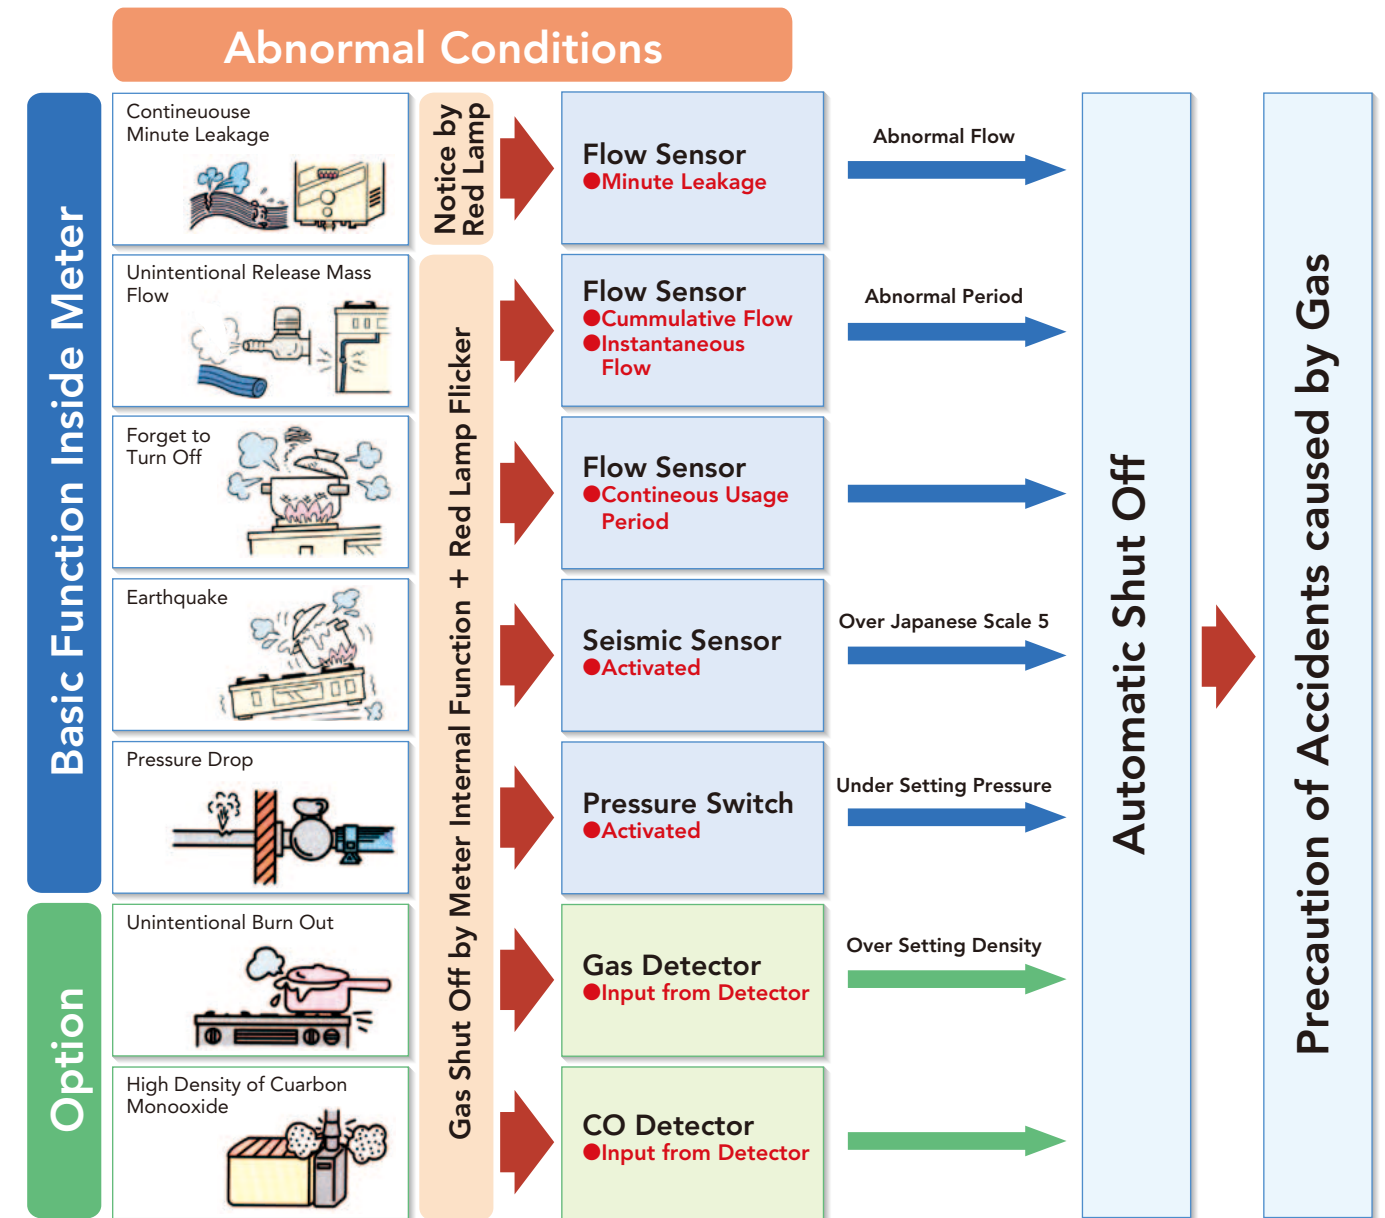 Abnormal Conditions
Basic Function Inside Meter
Contineuouse
Minute Leakage
Notice by
Red Lamp
Flow Sensor
●Minute Leakage
Abnormal Flow
Unintentional Release Mass
Flow
Gas Shut Off by Meter Internal Function + Red Lamp Flicker
Flow Sensor
●Cummulative Flow
●Instantaneous
Flow
Abnormal Period
Forget to
Turn Off
Flow Sensor
●Contineous Usage
Period
Earthquake
Seismic Sensor
●Activated
Over Japanese Scale 5
Pressure Drop
Pressure Switch
●Activated
Under Setting Pressure
Option
Unintentional Burn Out
Gas Detector
●Input from Detector
Over Setting Density
High Density of Cuarbon
Monooxide
CO Detector
●Input from Detector
Automatic Shut Off
Precaution of Accidents caused by Gas